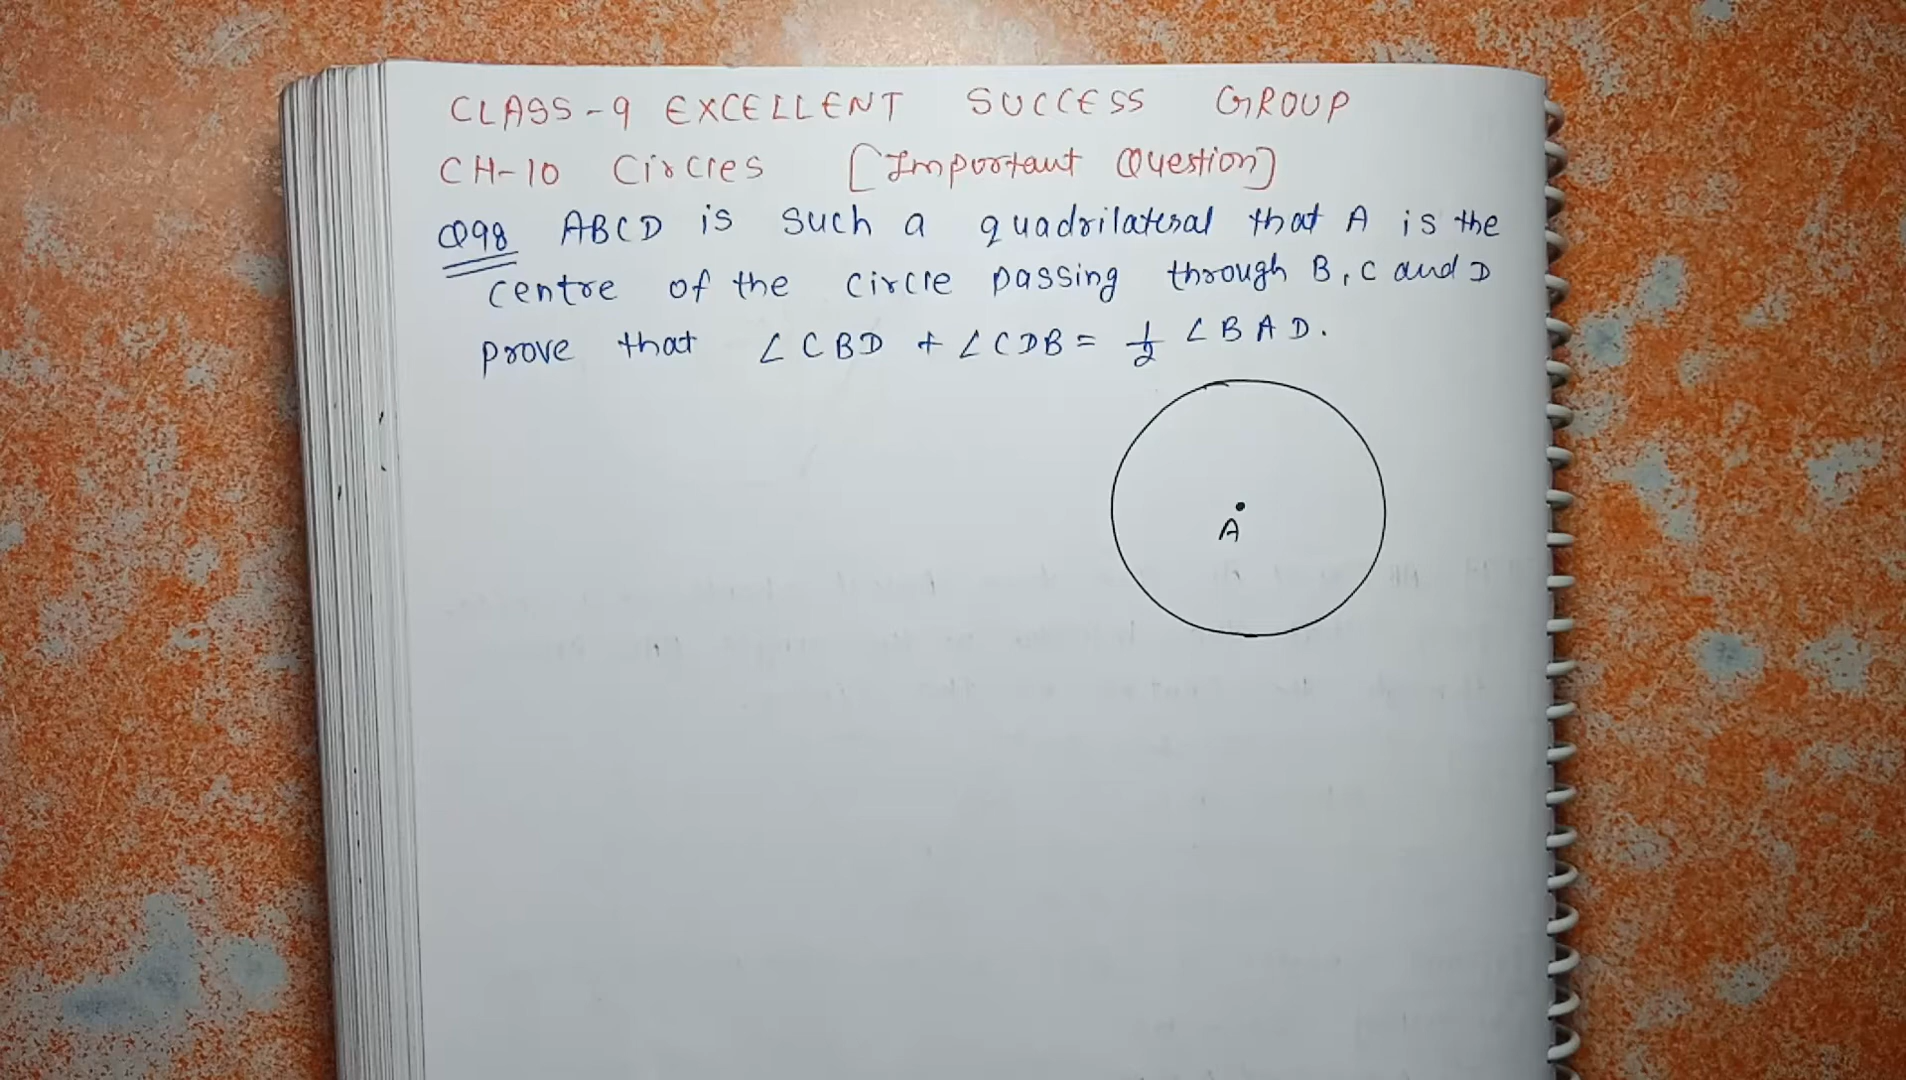 CLASS-9 EXCELLENT SUCCESS GROUP
CH-10 Circles [Important Question]
Q98 ABCD is such a quadrilateral that A is the
centre of the circle passing through B, C and D
prove that ∠CBD + ∠CDB = 1/2 ∠BAD.
A